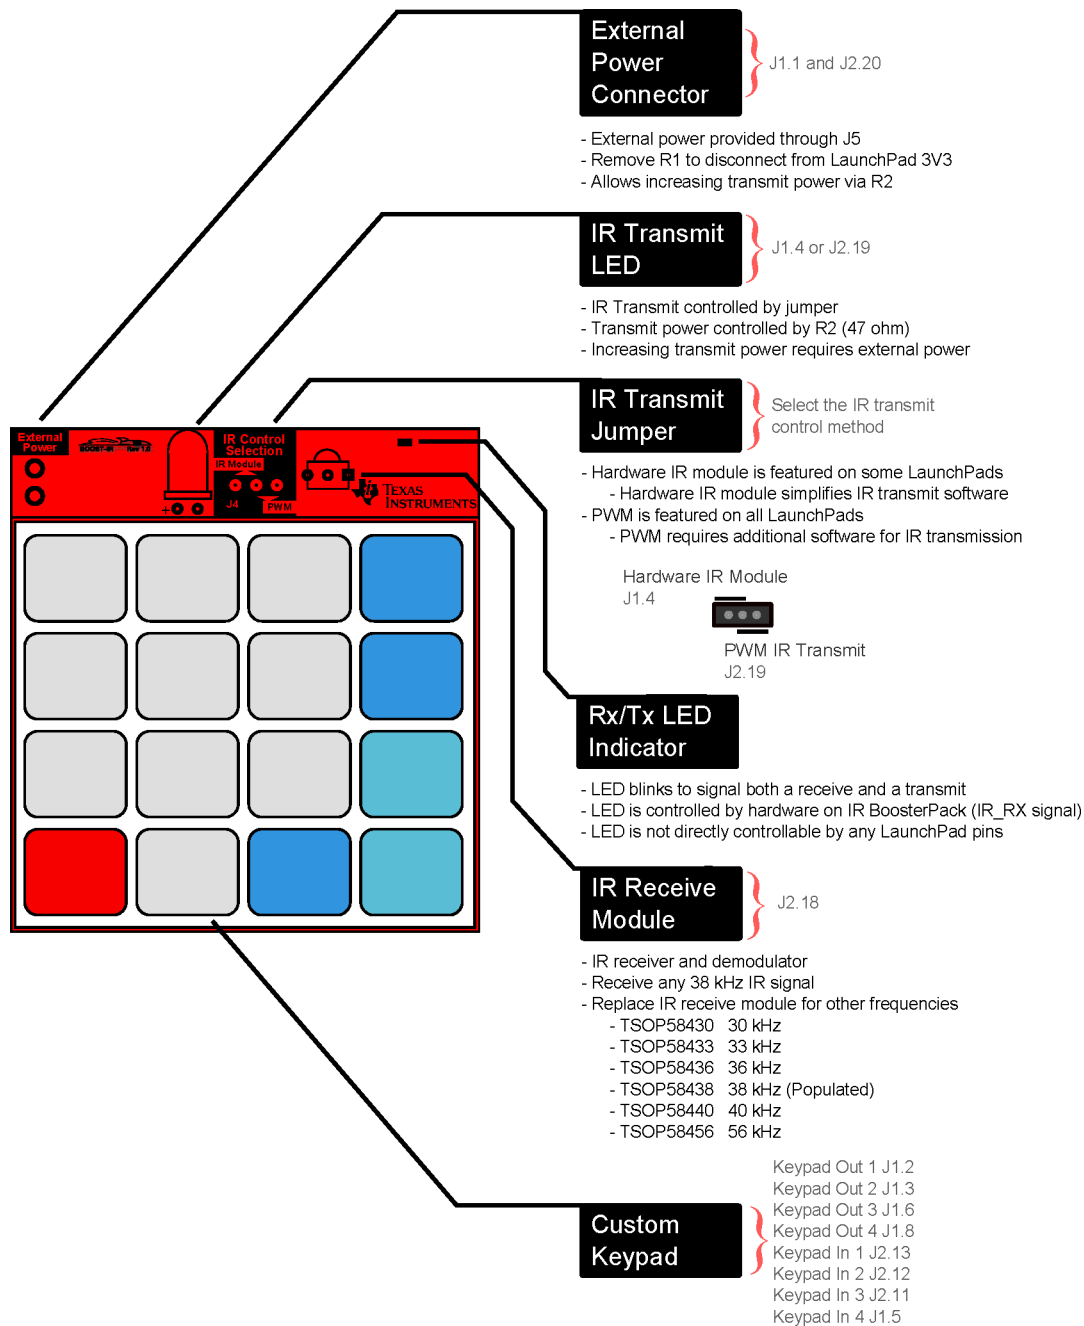 External
Power
Connector
J1.1 and J2.20
- External power provided through J5
- Remove R1 to disconnect from LaunchPad 3V3
- Allows increasing transmit power via R2
IR Transmit
LED
J1.4 or J2.19
- IR Transmit controlled by jumper
- Transmit power controlled by R2 (47 ohm)
- Increasing transmit power requires external power
IR Transmit
Jumper
Select the IR transmit
control method
- Hardware IR module is featured on some LaunchPads
- Hardware IR module simplifies IR transmit software
- PWM is featured on all LaunchPads
- PWM requires additional software for IR transmission
Hardware IR Module
J1.4
PWM IR Transmit
J2.19
External
Power
BOOST-IR Rev 1.0
IR Control
Selection
IR Module
J4
PWM
+
TEXAS
INSTRUMENTS
Rx/Tx LED
Indicator
- LED blinks to signal both a receive and a transmit
- LED is controlled by hardware on IR BoosterPack (IR_RX signal)
- LED is not directly controllable by any LaunchPad pins
IR Receive
Module
J2.18
- IR receiver and demodulator
- Receive any 38 kHz IR signal
- Replace IR receive module for other frequencies
- TSOP58430 30 kHz
- TSOP58433 33 kHz
- TSOP58436 36 kHz
- TSOP58438 38 kHz (Populated)
- TSOP58440 40 kHz
- TSOP58456 56 kHz
Custom
Keypad
Keypad Out 1 J1.2
Keypad Out 2 J1.3
Keypad Out 3 J1.6
Keypad Out 4 J1.8
Keypad In 1 J2.13
Keypad In 2 J2.12
Keypad In 3 J2.11
Keypad In 4 J1.5